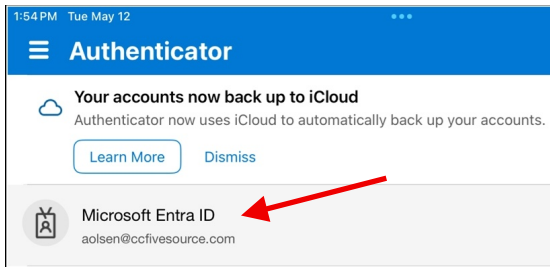 1:54 PM Tue May 12
Authenticator
Your accounts now back up to iCloud
Authenticator now uses iCloud to automatically back up your accounts.
Learn More Dismiss
Microsoft Entra ID
aolsen@ccfivesource.com